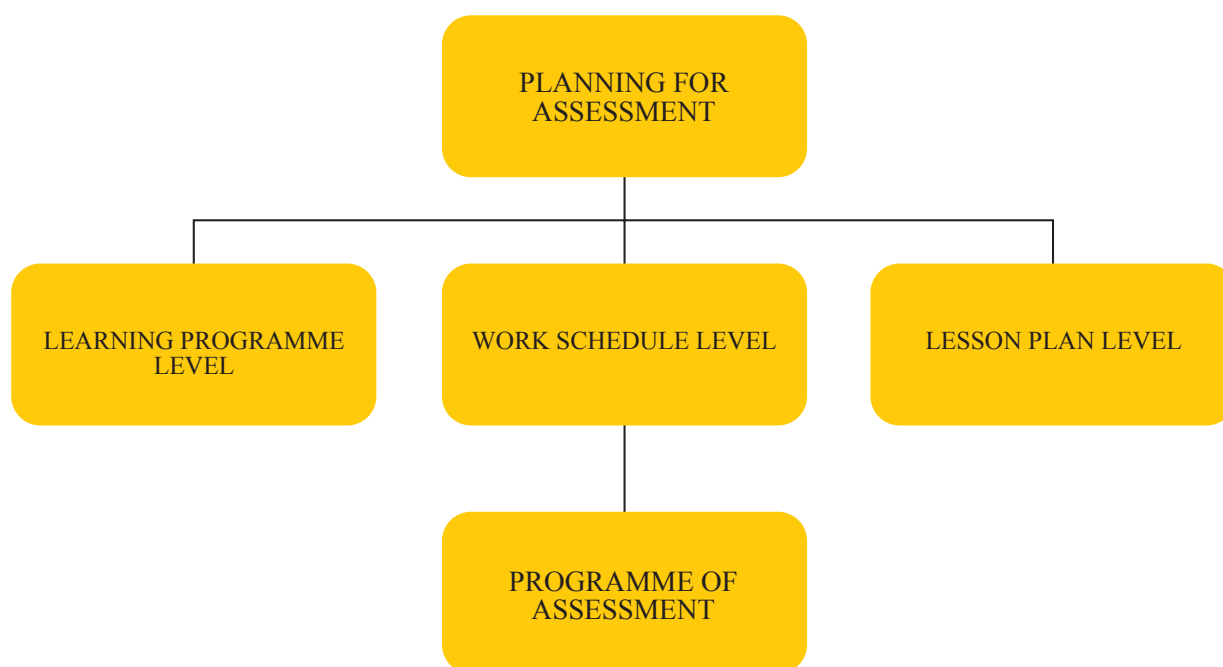 PLANNING FOR
ASSESSMENT
LEARNING PROGRAMME
LEVEL
WORK SCHEDULE LEVEL
LESSON PLAN LEVEL
PROGRAMME OF
ASSESSMENT